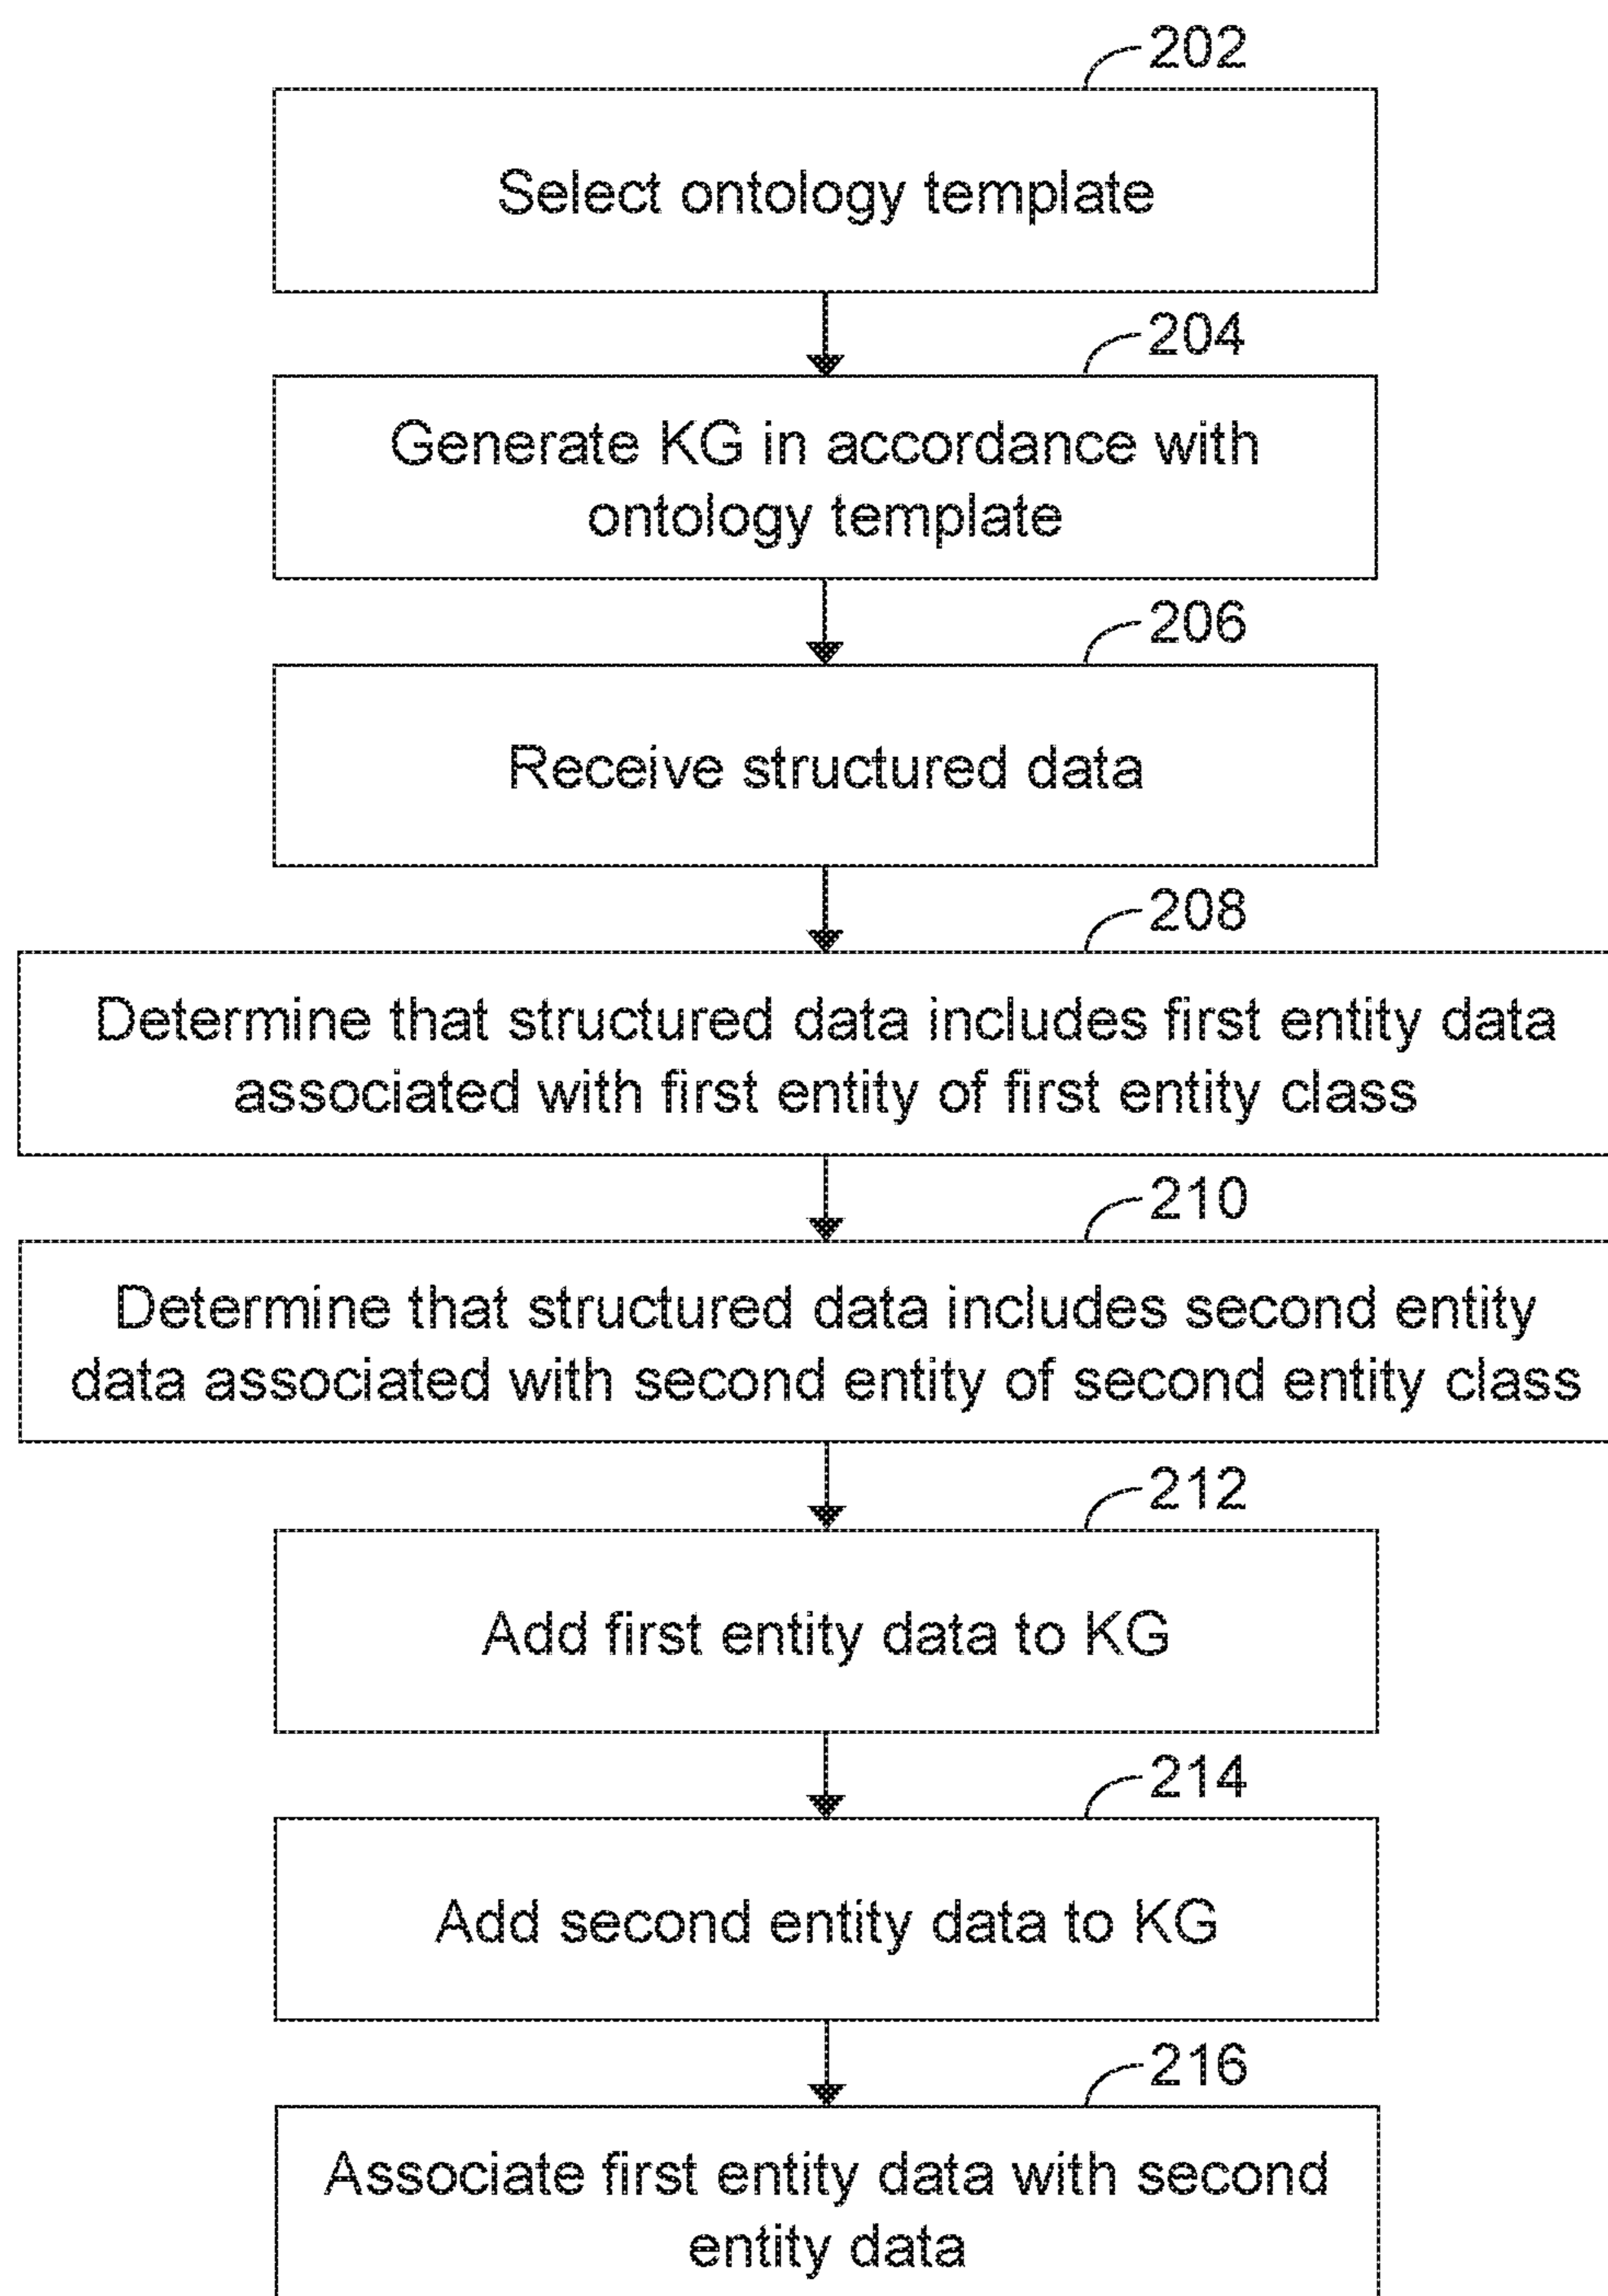 202
Select ontology template
204
Generate KG in accordance with
ontology template
206
Receive structured data
208
Determine that structured data includes first entity data
associated with first entity of first entity class
210
Determine that structured data includes second entity
data associated with second entity of second entity class
212
Add first entity data to KG
214
Add second entity data to KG
216
Associate first entity data with second
entity data